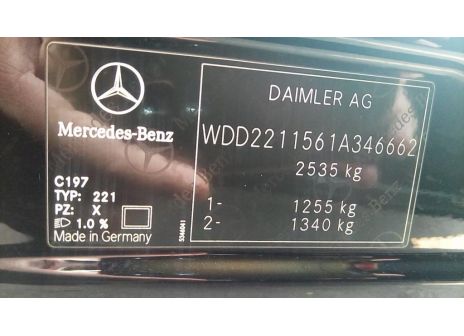 Mercedes-Benz
DAIMLER AG
WDD2211561A346662
2535 kg
1- 1255 kg
2- 1340 kg
C197
TYP: 221
PZ: X
1.0 %
Made in Germany